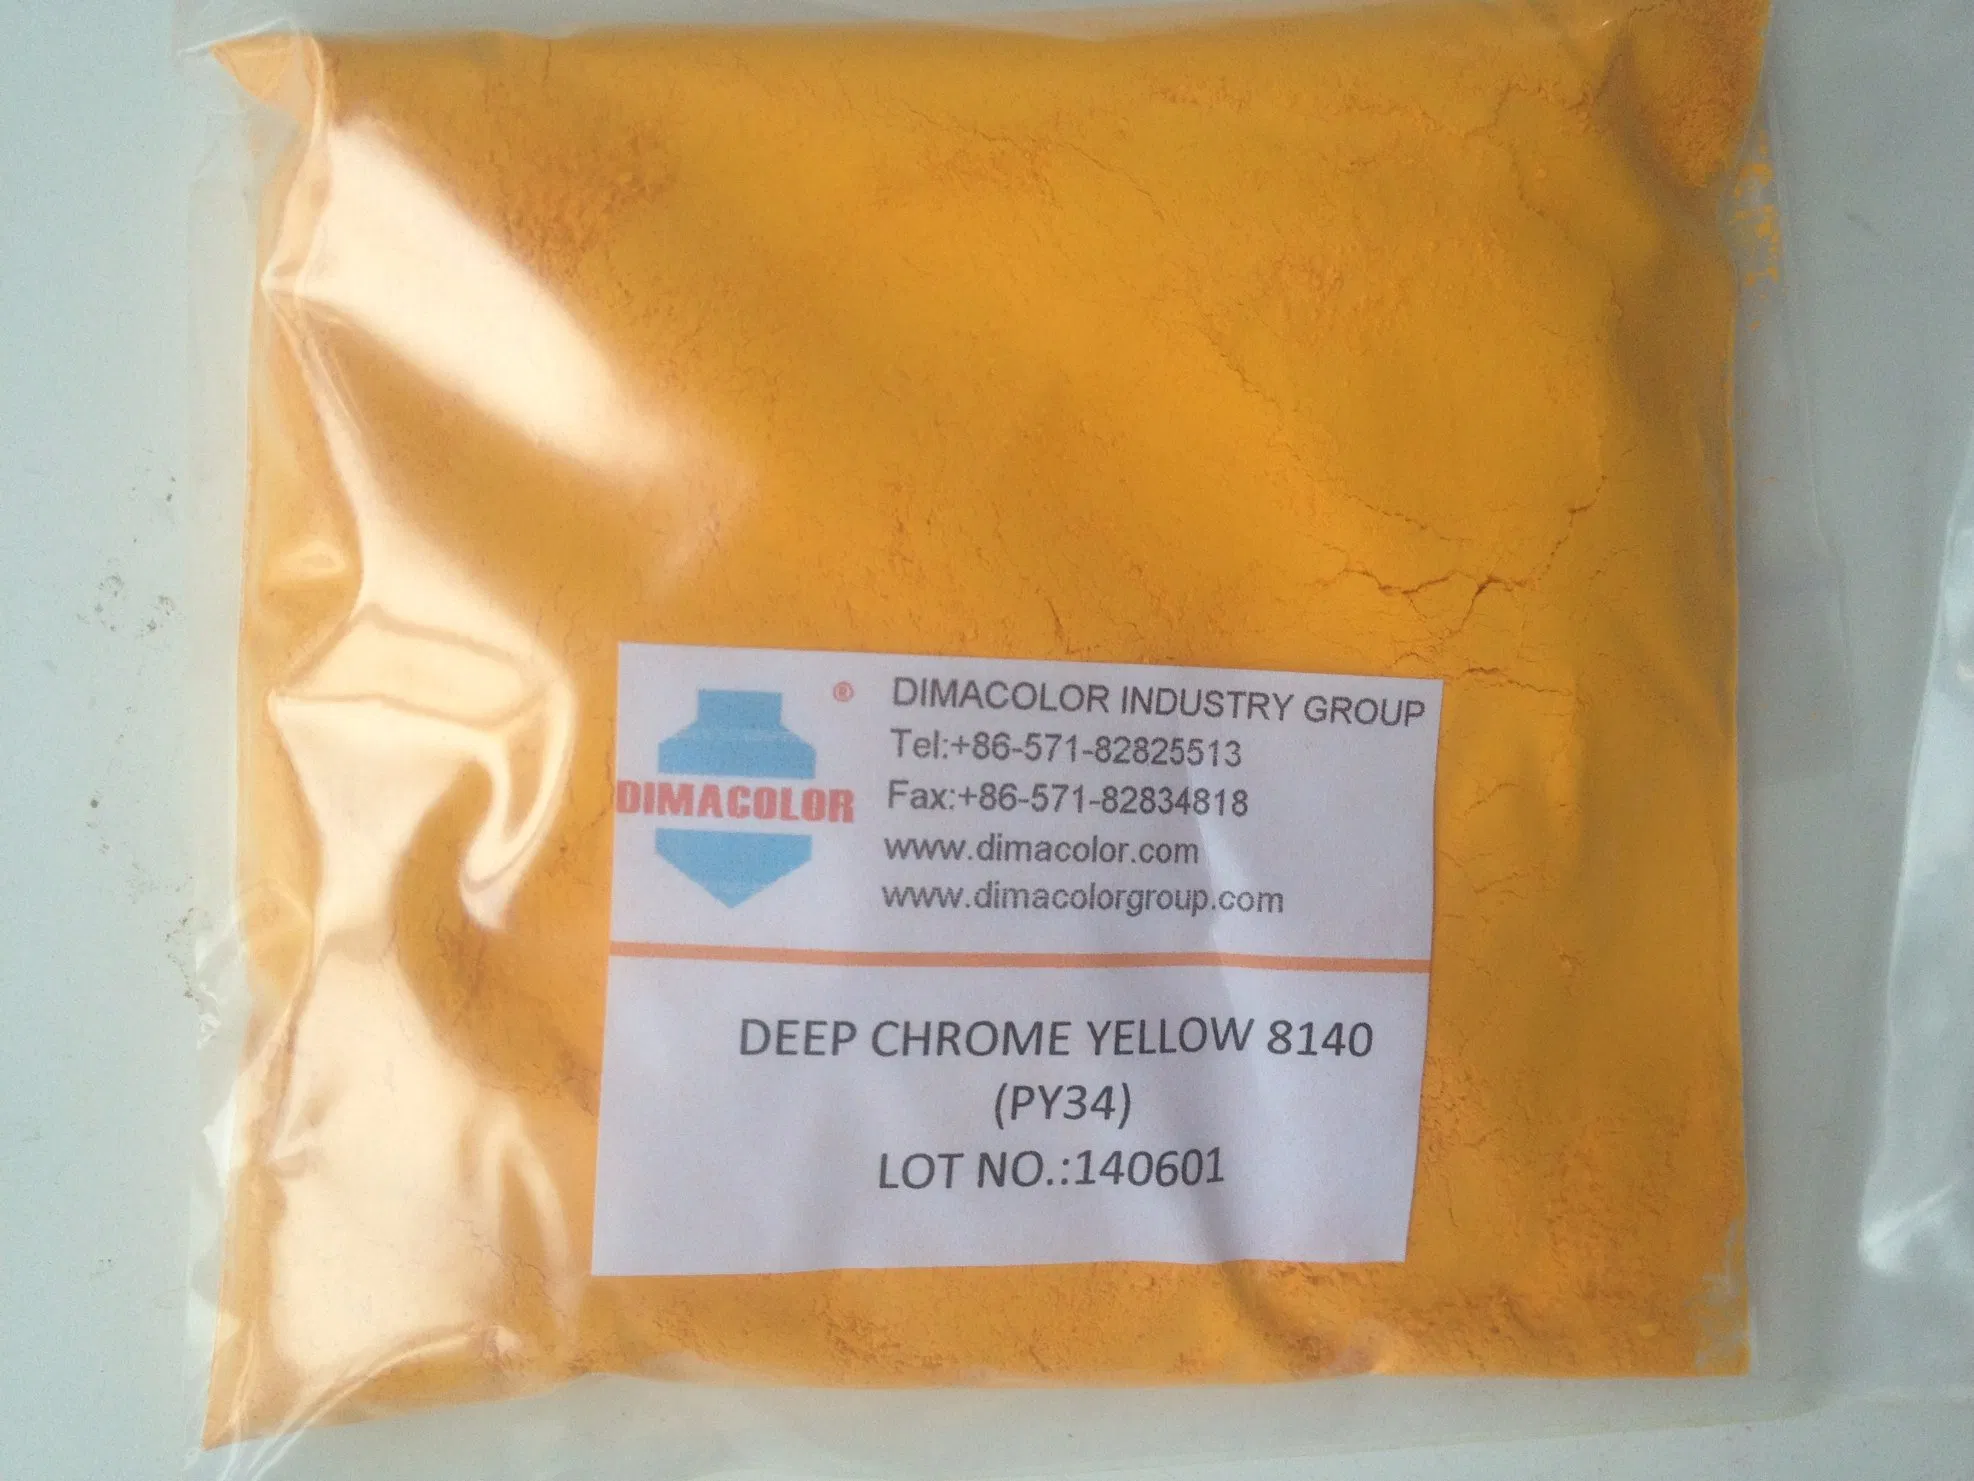 ®
DIMACOLOR
DIMACOLOR INDUSTRY GROUP
Tel:+86-571-82825513
Fax:+86-571-82834818
www.dimacolor.com
www.dimacolorgroup.com
DEEP CHROME YELLOW 8140
(PY34)
LOT NO.:140601